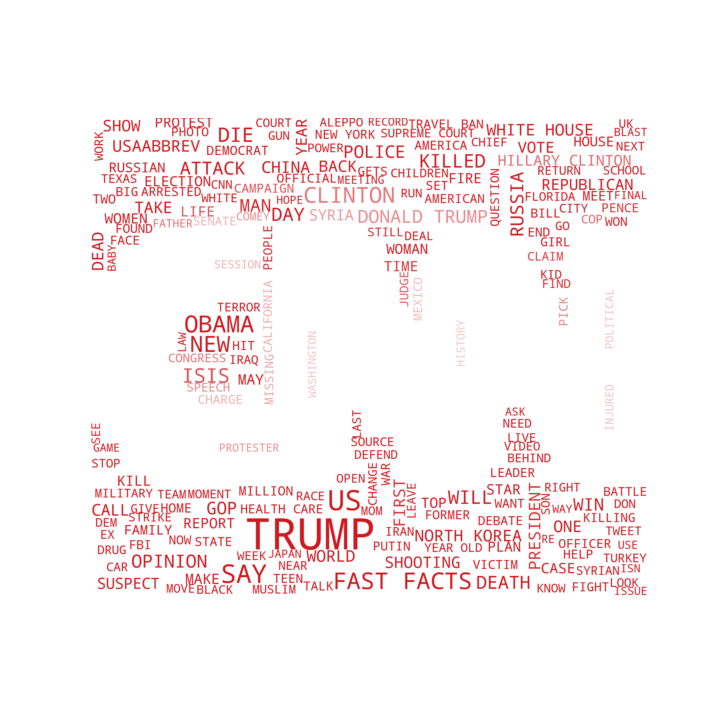 SHOW PROTEST COURT ALEPPO RECORD TRAVEL BAN UK
WORK PHOTO DIE GUN YEAR NEW YORK SUPREME COURT WHITE HOUSE BLAST
USAABBREV DEMOCRAT POWER POLICE AMERICA CHIEF VOTE HOUSE NEXT
RUSSIAN ATTACK CHINA BACK GETS CHILDREN KILLED HILLARY CLINTON
TEXAS ELECTION CNN OFFICIAL MEETING FIRE QUESTION RUSSIA RETURN SCHOOL
BIG ARRESTED CAMPAIGN SET REPUBLICAN
TWO WHITE HOPE CLINTON RUN AMERICAN FLORIDA MEET FINAL
TAKE LIFE MAN DAY SYRIA DONALD TRUMP BILL CITY PENCE
WOMEN FATHER SENATE COMEY COP WON
FOUND STILL DEAL END GO
DEAD BABY FACE PEOPLE WOMAN GIRL
SESSION TIME CLAIM
JUDGE MEXICO KID
FIND
TERROR CALIFORNIA PICK POLITICAL
OBAMA
LAW NEW HIT WASHINGTON HISTORY
CONGRESS IRAQ
ISIS MAY MISSING
SPEECH INJURED
CHARGE
SEE LAST ASK
NEED
GAME PROTESTER SOURCE LIVE
VIDEO
STOP DEFEND BEHIND
KILL OPEN CHANGE WAR LEADER
MILITARY TEAM MOMENT MILLION RACE US FIRST LEAVE STAR PRESIDENT SON RIGHT BATTLE
CALL GIVE HOME GOP HEALTH CARE MOM TOP WILL WANT WAY WIN DON
DEM STRIKE REPORT TRUMP FORMER DEBATE KILLING
EX FAMILY IRAN NORTH KOREA ONE TWEET
DRUG FBI NOW STATE PUTIN YEAR OLD PLAN RE OFFICER USE
CAR OPINION WEEK JAPAN WORLD SHOOTING VICTIM HELP TURKEY
NEAR CASE SYRIAN ISN
SUSPECT MAKE SAY TEEN FAST FACTS DEATH LOOK
MOVE BLACK MUSLIM TALK KNOW FIGHT ISSUE